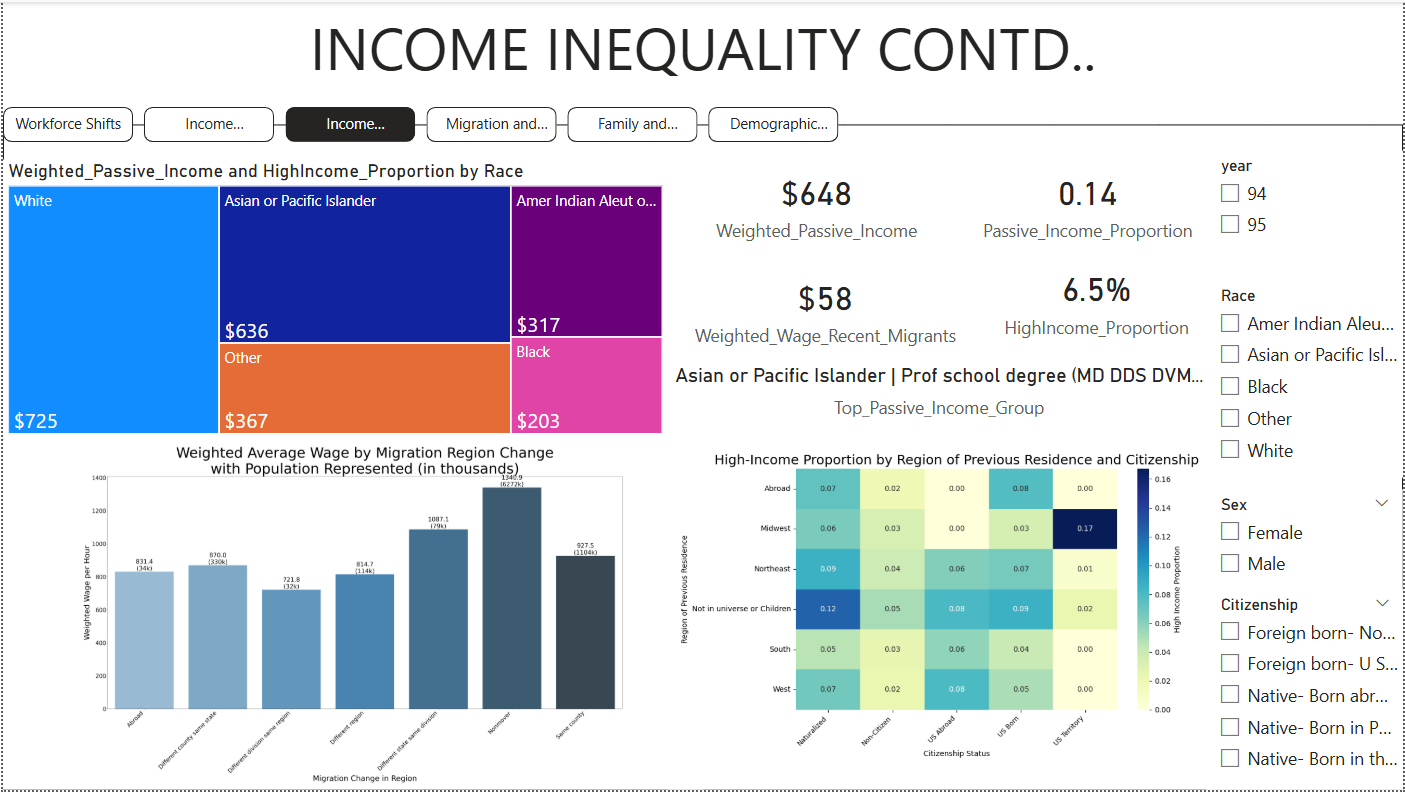 INCOME INEQUALITY CONTD..
Workforce Shifts
Income...
Income...
Migration and...
Family and...
Demographic...
Weighted_Passive_Income and HighIncome_Proportion by Race
White
$725
Asian or Pacific Islander
$636
Other
$367
Amer Indian Aleut o...
$317
Black
$203
$648
Weighted_Passive_Income
0.14
Passive_Income_Proportion
$58
Weighted_Wage_Recent_Migrants
6.5%
HighIncome_Proportion
Asian or Pacific Islander | Prof school degree (MD DDS DVM...
Top_Passive_Income_Group
year
94
95
Race
Amer Indian Aleu...
Asian or Pacific Isl...
Black
Other
White
Sex
Female
Male
Citizenship
Foreign born- No...
Foreign born- U S...
Native- Born abr...
Native- Born in P...
Native- Born in th...
Weighted Average Wage by Migration Region Change
with Population Represented (in thousands)
Weighted Wage per Hour
1400
1200
1000
800
600
400
200
0
831.4
(34k)
870.0
(330k)
721.8
(32k)
814.7
(114k)
1087.1
(79k)
1340.9
(6272k)
927.5
(1104k)
Abroad
Different county same state
Different division same region
Different region
Different state same division
Nonmover
Same county
Migration Change in Region
High-Income Proportion by Region of Previous Residence and Citizenship
Region of Previous Residence
Abroad
0.07 0.02 0.00 0.08 0.00
Midwest
0.06 0.03 0.00 0.03 0.17
Northeast
0.09 0.04 0.06 0.07 0.01
Not in universe or Children
0.12 0.05 0.08 0.09 0.02
South
0.05 0.03 0.06 0.04 0.00
West
0.07 0.02 0.08 0.05 0.00
Naturalized
Non-Citizen
US Abroad
US Born
US Territory
Citizenship Status
0.16
0.14
0.12
0.10
0.08
0.06
0.04
0.02
0.00
High Income Proportion